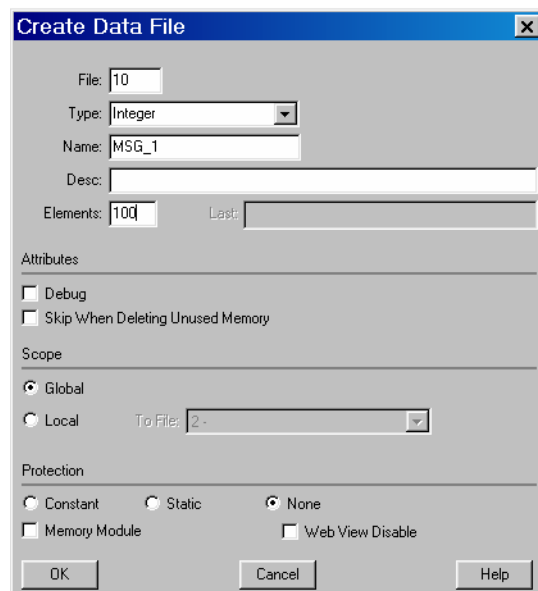 Create Data File
File: 10
Type: Integer
Name: MSG_1
Desc:
Elements: 100 Last:
Attributes
Debug
Skip When Deleting Unused Memory
Scope
Global
Local To File: 2 -
Protection
Constant Static None
Memory Module Web View Disable
OK Cancel Help